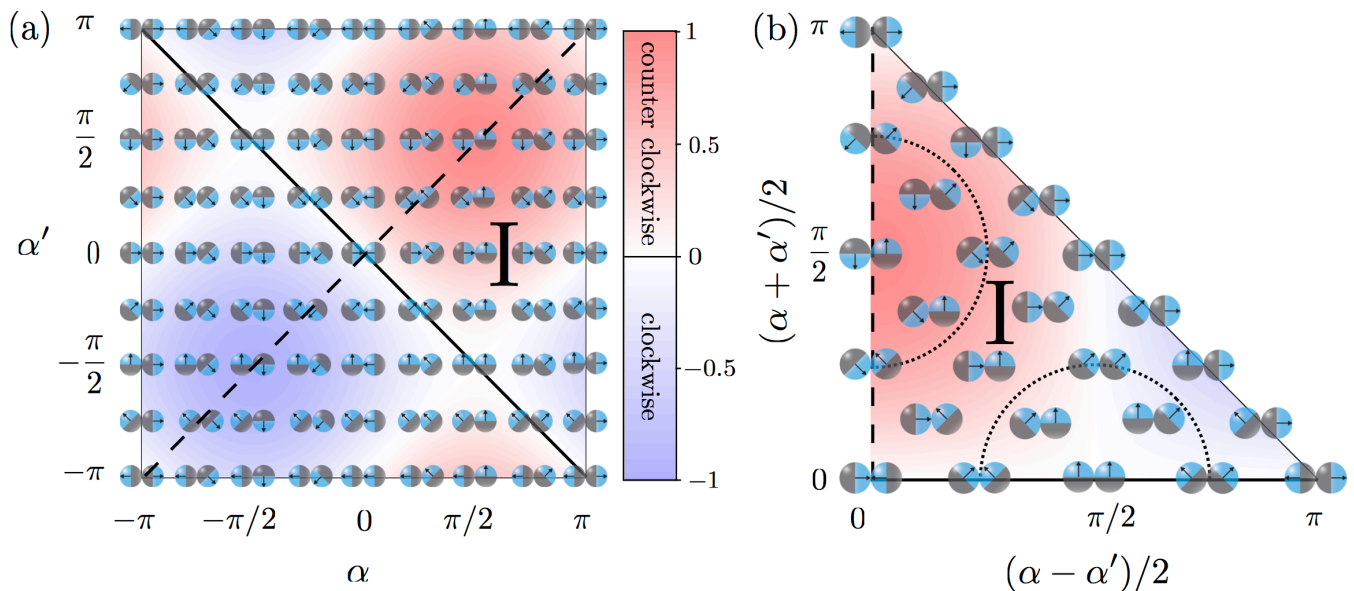 (a)
π
π/2
α′
0
−π/2
−π
−π
−π/2
0
π/2
π
α
I
1
0.5
0
−0.5
−1
counter clockwise
clockwise
(b)
π
π/2
0
(α + α′)/2
I
0
π/2
π
(α − α′)/2